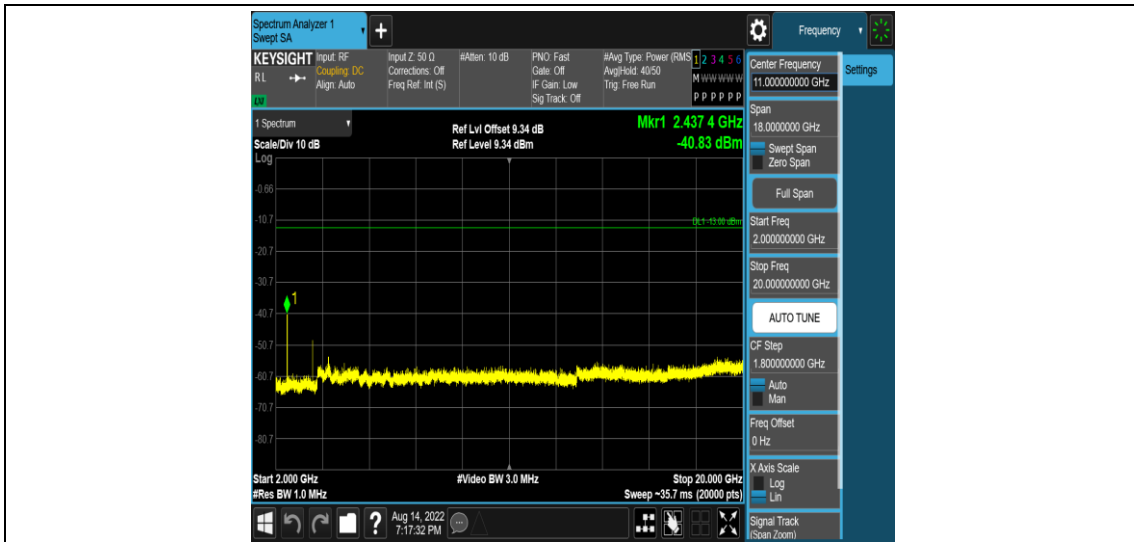 Spectrum Analyzer 1
Swept SA
+
Frequency
KEYSIGHT
RL
LXI
Input: RF
Coupling: DC
Align: Auto
Input Z: 50 Ω
Corrections: Off
Freq Ref: Int (S)
#Atten: 10 dB
PNO: Fast
Gate: Off
IF Gain: Low
Sig Track: Off
#Avg Type: Power (RMS
Avg|Hold: 40/50
Trig: Free Run
1 2 3 4 5 6
M W W W W W
P P P P P P
1 Spectrum
Scale/Div 10 dB
Ref Lvl Offset 9.34 dB
Ref Level 9.34 dBm
Mkr1 2.437 4 GHz
-40.83 dBm
Log
-0.66
-10.7
DL1 -13.00 dBm
-20.7
-30.7
1
-40.7
-50.7
-60.7
-70.7
-80.7
Start 2.000 GHz
#Video BW 3.0 MHz
Stop 20.000 GHz
#Res BW 1.0 MHz
Sweep ~35.7 ms (20000 pts)
?
Aug 14, 2022
7:17:32 PM
Center Frequency
11.000000000 GHz
Settings
Span
18.0000000 GHz
Swept Span
Zero Span
Full Span
Start Freq
2.000000000 GHz
Stop Freq
20.000000000 GHz
AUTO TUNE
CF Step
1.800000000 GHz
Auto
Man
Freq Offset
0 Hz
X Axis Scale
Log
Lin
Signal Track
(Span Zoom)